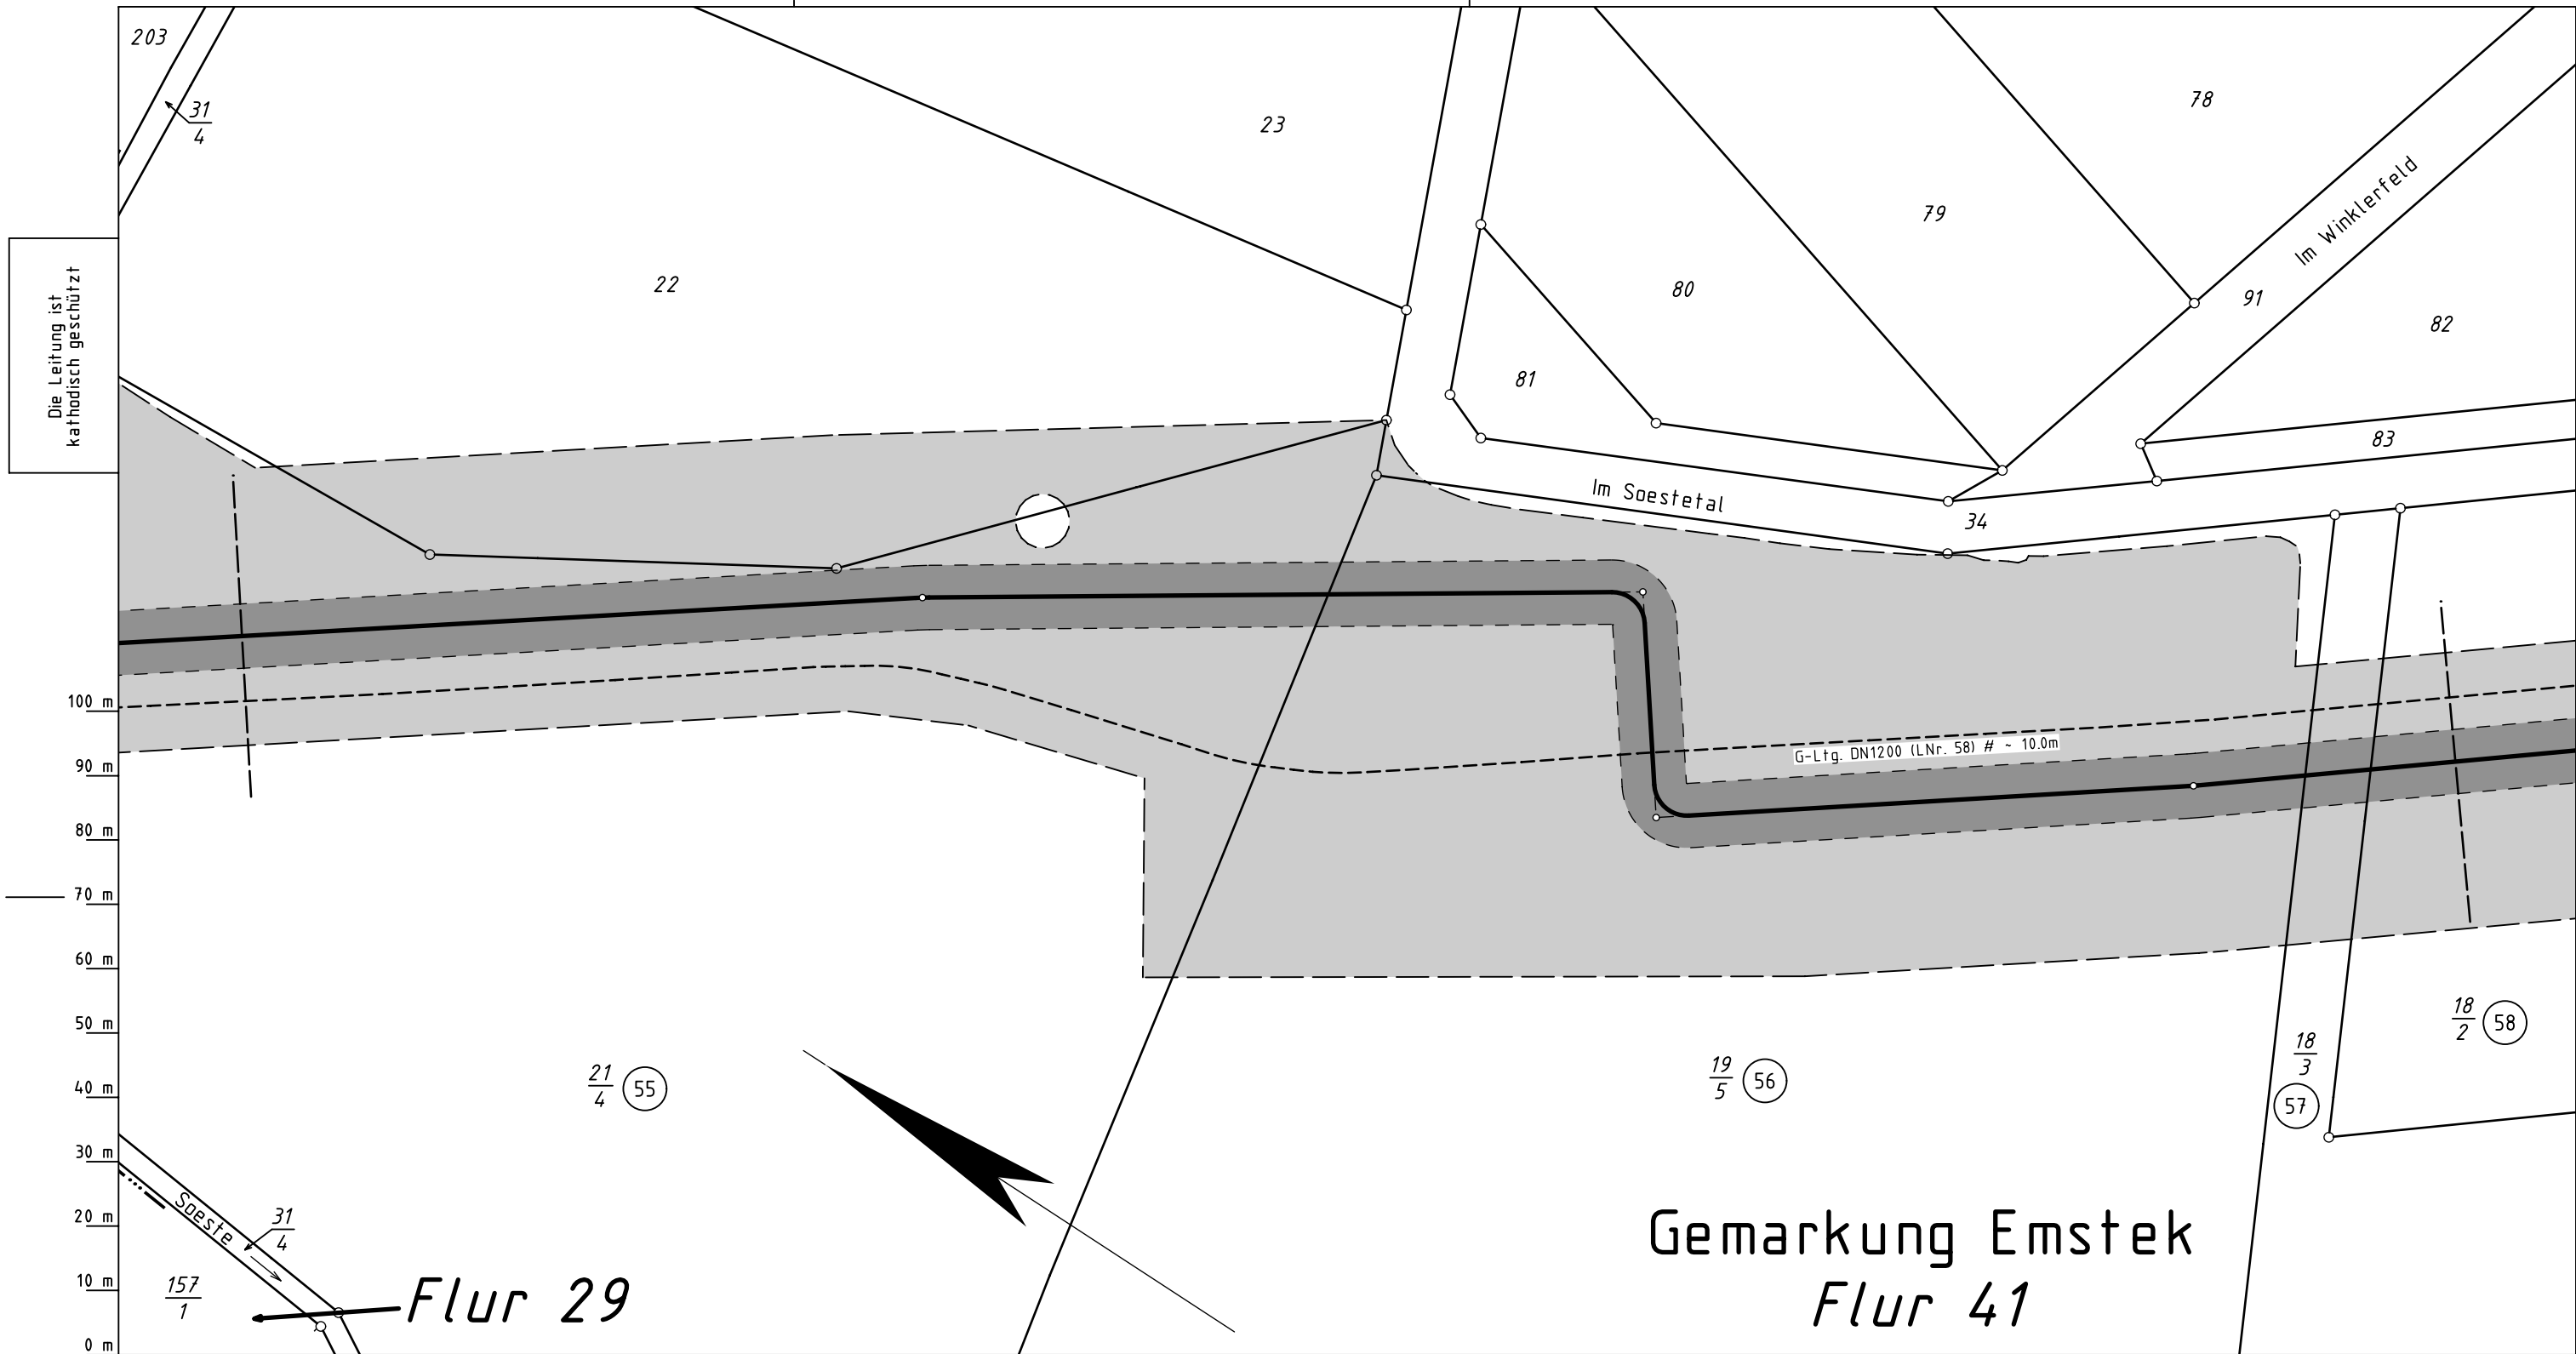 203
31
4
23
78
79
Im Winklerfeld
22
80
91
82
Die Leitung ist
kathodisch geschützt
81
83
Im Soestetal
34
100 m
G-Ltg. DN1200 (LNr. 58) # ~ 10.0m
90 m
80 m
70 m
60 m
50 m
18
2
58
18
3
57
21
4
55
19
5
56
40 m
30 m
20 m
Soeste
31
4
10 m
157
1
Flur 29
Gemarkung Emstek
Flur 41
0 m